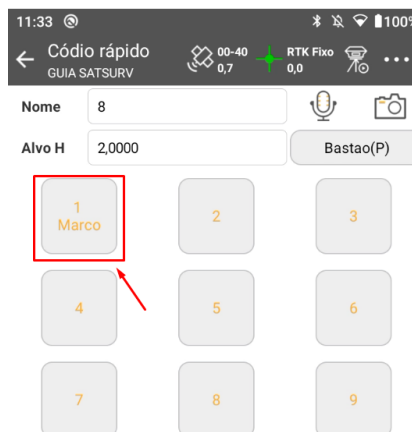 11:33 100%
Códio rápido 00-40 RTK Fixo
GUIA SATSURV 0,7 0,0
Nome 8
Alvo H 2,0000 Bastao(P)
1 2 3
Marco
4 5 6
7 8 9